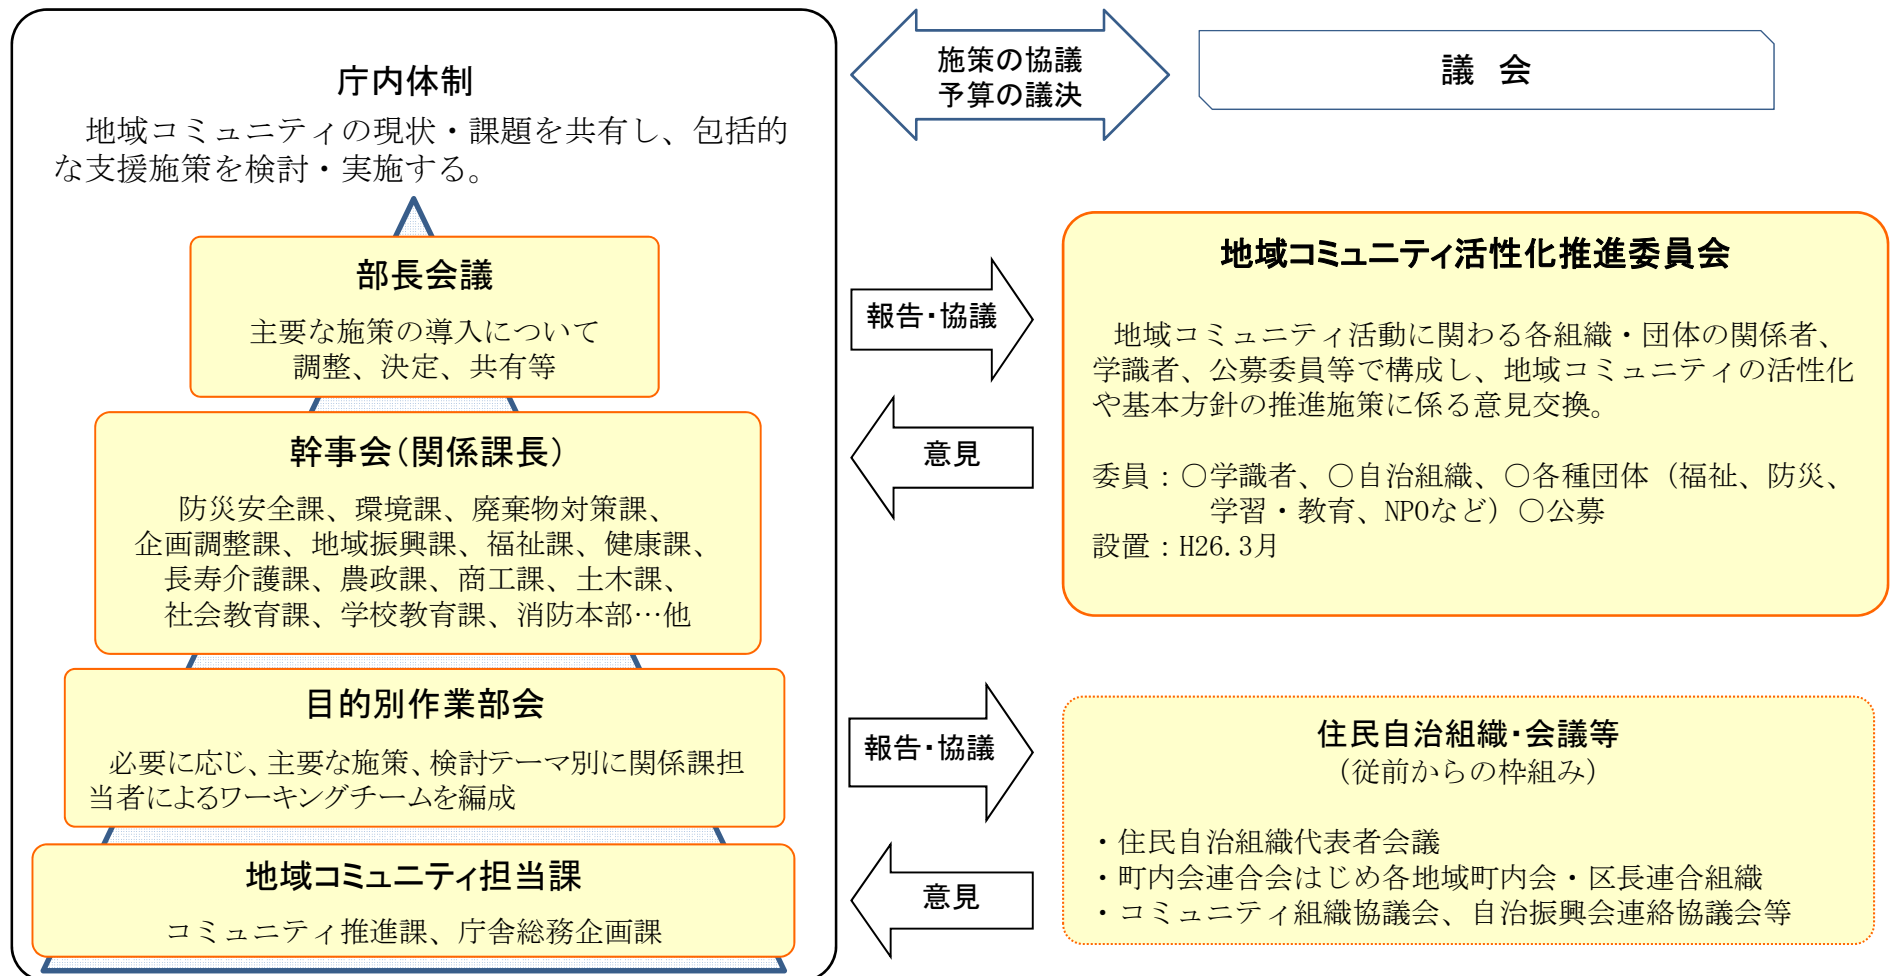 庁内体制
地域コミュニティの現状・課題を共有し、包括的
な支援施策を検討・実施する。
部長会議
主要な施策の導入について
調整、決定、共有等
幹事会(関係課長)
防災安全課、環境課、廃棄物対策課、
企画調整課、地域振興課、福祉課、健康課、
長寿介護課、農政課、商工課、土木課、
社会教育課、学校教育課、消防本部…他
目的別作業部会
必要に応じ、主要な施策、検討テーマ別に関係課担
当者によるワーキングチームを編成
地域コミュニティ担当課
コミュニティ推進課、庁舎総務企画課
施策の協議
予算の議決
議 会
報告・協議
意見
地域コミュニティ活性化推進委員会
地域コミュニティ活動に関わる各組織・団体の関係者、
学識者、公募委員等で構成し、地域コミュニティの活性化
や基本方針の推進施策に係る意見交換。
委員：○学識者、○自治組織、○各種団体（福祉、防災、
学習・教育、NPOなど）○公募
設置：H26.3月
報告・協議
意見
住民自治組織・会議等
（従前からの枠組み）
・住民自治組織代表者会議
・町内会連合会はじめ各地域町内会・区長連合組織
・コミュニティ組織協議会、自治振興会連絡協議会等